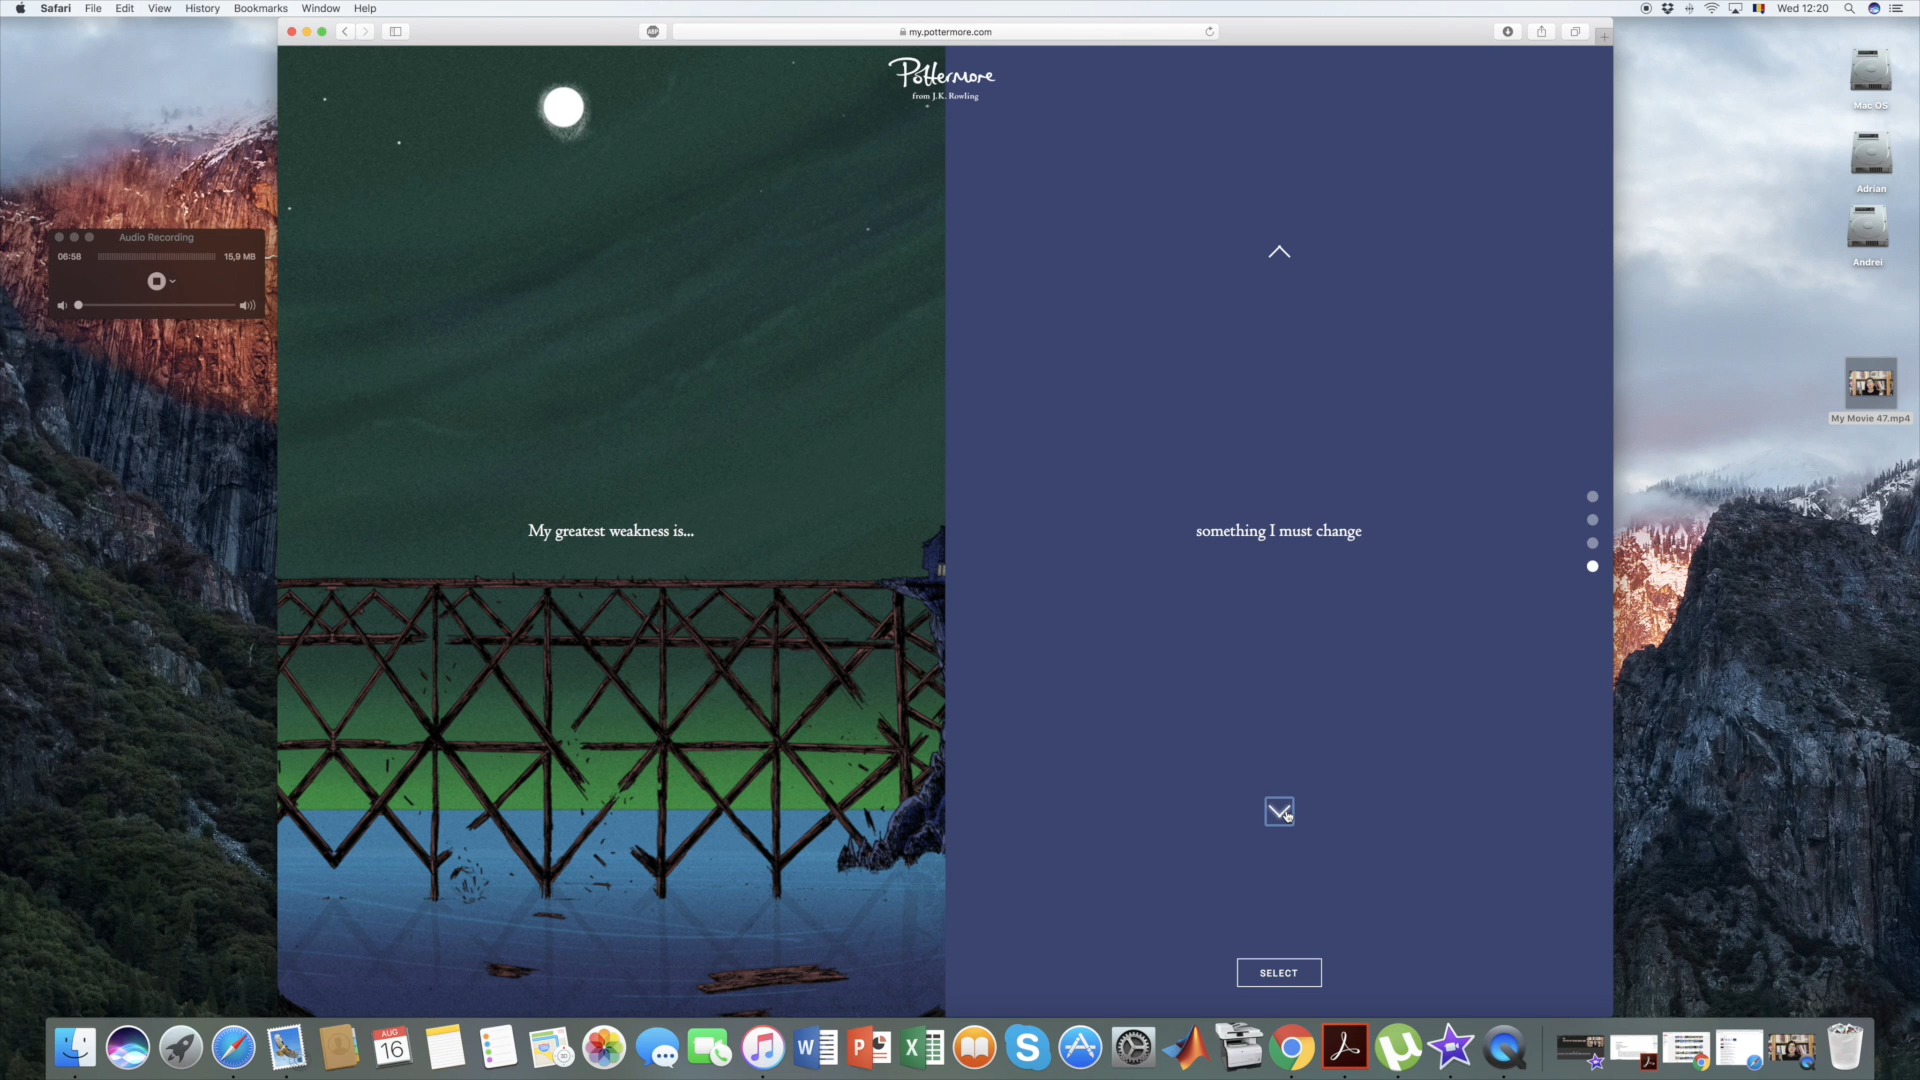 Safari File Edit View History Bookmarks Window Help
Wed 12:20
ABP
my.pottermore.com
Pottermore
from J.K. Rowling
Mac OS
Adrian
Andrei
My Movie 47.mp4
Audio Recording
06:58
15,9 MB
My greatest weakness is...
something I must change
SELECT
AUG
16
W
P
X
S